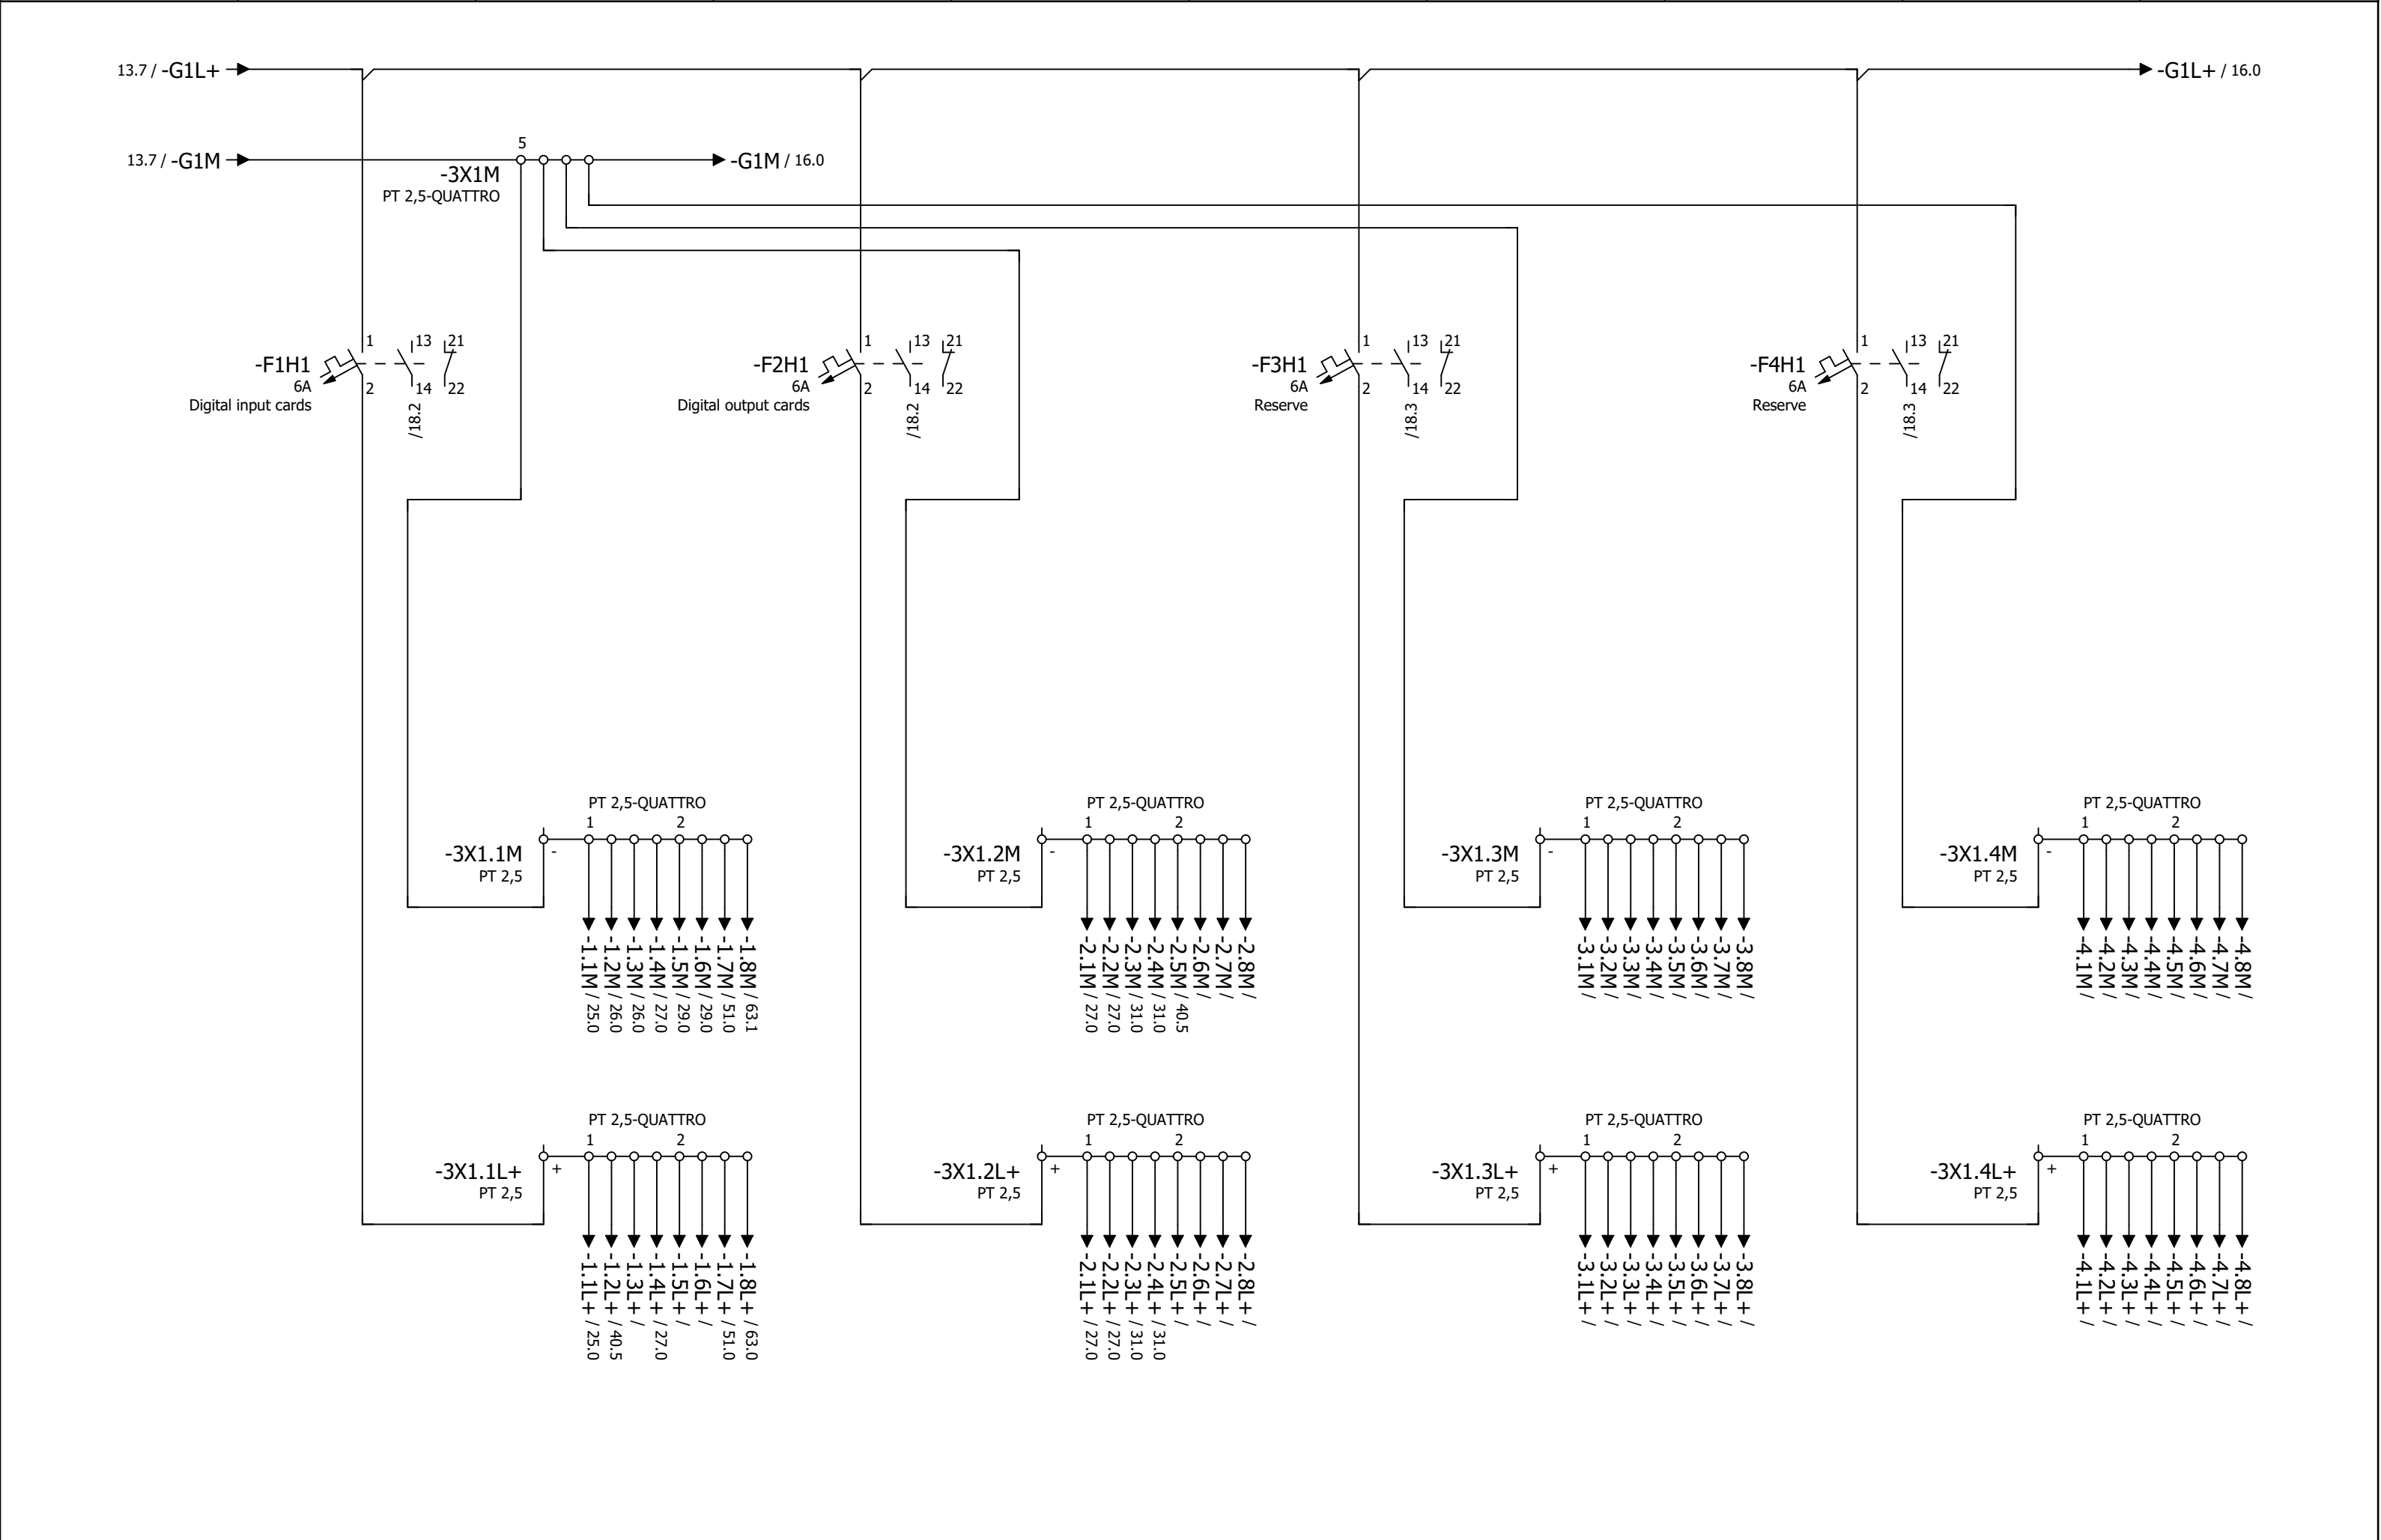 13.7 / -G1L+
-G1L+ / 16.0
13.7 / -G1M
5
-G1M / 16.0
-3X1M
PT 2,5-QUATTRO
-F1H1
6A
Digital input cards
1
2
13
14
21
22
/18.2
-F2H1
6A
Digital output cards
1
2
13
14
21
22
/18.2
-F3H1
6A
Reserve
1
2
13
14
21
22
/18.3
-F4H1
6A
Reserve
1
2
13
14
21
22
/18.3
PT 2,5-QUATTRO
1 2
-3X1.1M
PT 2,5
-
-1.1M / 25.0
-1.2M / 26.0
-1.3M / 26.0
-1.4M / 27.0
-1.5M / 29.0
-1.6M / 29.0
-1.7M / 51.0
-1.8M / 63.1
PT 2,5-QUATTRO
1 2
-3X1.2M
PT 2,5
-
-2.1M / 27.0
-2.2M / 27.0
-2.3M / 31.0
-2.4M / 31.0
-2.5M / 40.5
-2.6M /
-2.7M /
-2.8M /
PT 2,5-QUATTRO
1 2
-3X1.3M
PT 2,5
-
-3.1M /
-3.2M /
-3.3M /
-3.4M /
-3.5M /
-3.6M /
-3.7M /
-3.8M /
PT 2,5-QUATTRO
1 2
-3X1.4M
PT 2,5
-
-4.1M /
-4.2M /
-4.3M /
-4.4M /
-4.5M /
-4.6M /
-4.7M /
-4.8M /
PT 2,5-QUATTRO
1 2
-3X1.1L+
PT 2,5
+
-1.1L+ / 25.0
-1.2L+ / 40.5
-1.3L+ /
-1.4L+ / 27.0
-1.5L+ /
-1.6L+ /
-1.7L+ / 51.0
-1.8L+ / 63.0
PT 2,5-QUATTRO
1 2
-3X1.2L+
PT 2,5
+
-2.1L+ / 27.0
-2.2L+ / 27.0
-2.3L+ / 31.0
-2.4L+ / 31.0
-2.5L+ /
-2.6L+ /
-2.7L+ /
-2.8L+ /
PT 2,5-QUATTRO
1 2
-3X1.3L+
PT 2,5
+
-3.1L+ /
-3.2L+ /
-3.3L+ /
-3.4L+ /
-3.5L+ /
-3.6L+ /
-3.7L+ /
-3.8L+ /
PT 2,5-QUATTRO
1 2
-3X1.4L+
PT 2,5
+
-4.1L+ /
-4.2L+ /
-4.3L+ /
-4.4L+ /
-4.5L+ /
-4.6L+ /
-4.7L+ /
-4.8L+ /